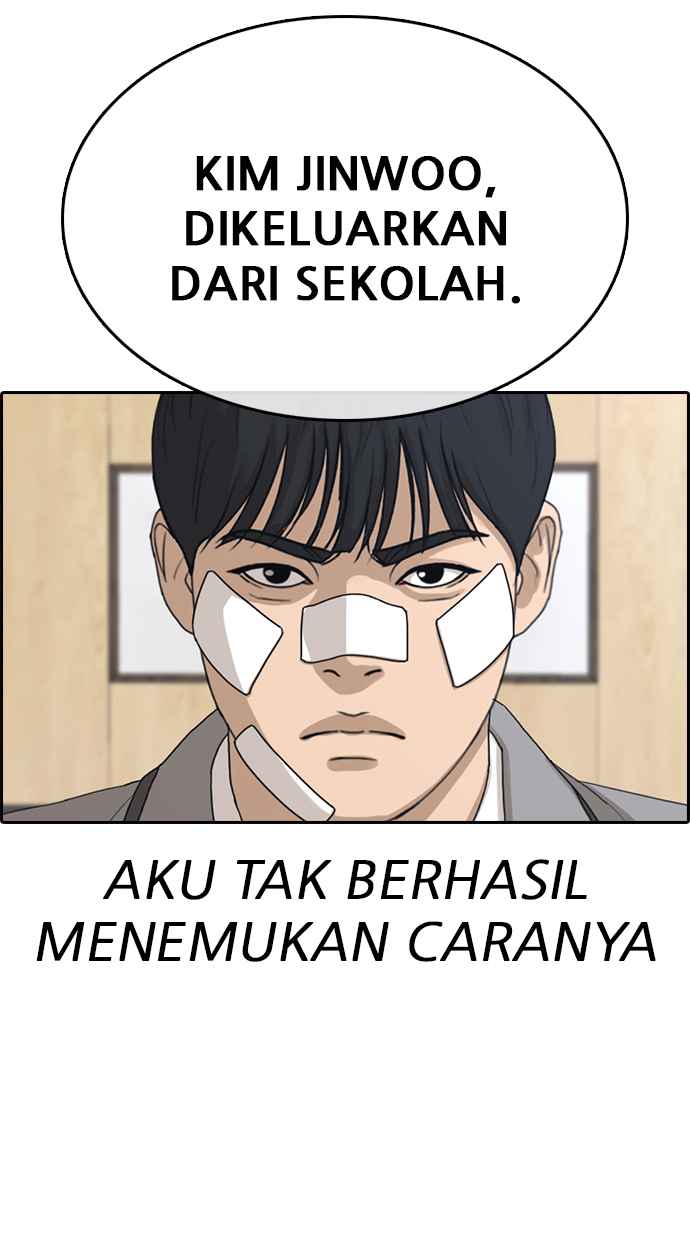 KIM JINWOO,
DIKELUARKAN
DARI SEKOLAH.
AKU TAK BERHASIL
MENEMUKAN CARANYA